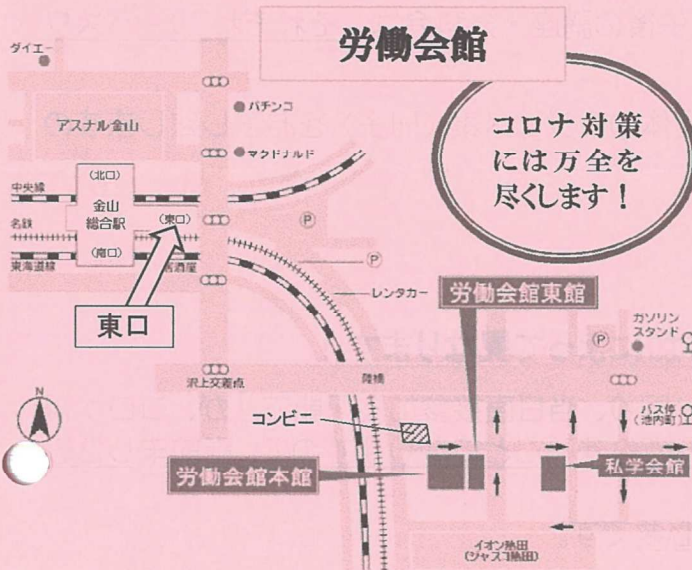 労働会館
ダイエー
パチンコ
コロナ対策
には万全を
尽くします！
アスナル金山
マクドナルド
(北口)
中央線
金山
総合駅
(東口)
名鉄
(南口)
東海道線
居酒屋
P
P
レンタカー
東口
労働会館東館
ガソリン
スタンド
P
沢上交差点
陸橋
N
コンビニ
バス停
(池内町)
労働会館本館
私学会館
イオン熱田
(ジャスコ熱田)